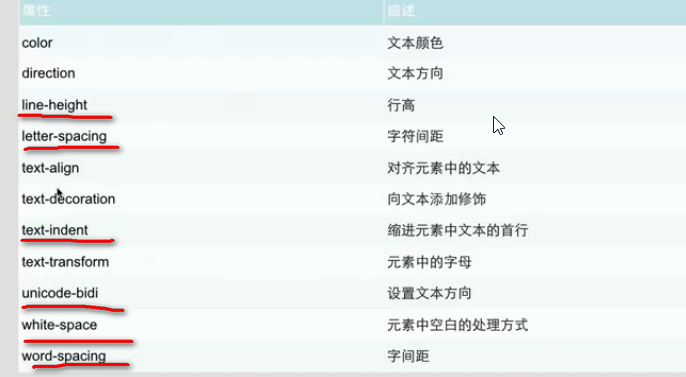 属性 描述
color 文本颜色
direction 文本方向
line-height 行高
letter-spacing 字符间距
text-align 对齐元素中的文本
text-decoration 向文本添加修饰
text-indent 缩进元素中文本的首行
text-transform 元素中的字母
unicode-bidi 设置文本方向
white-space 元素中空白的处理方式
word-spacing 字间距